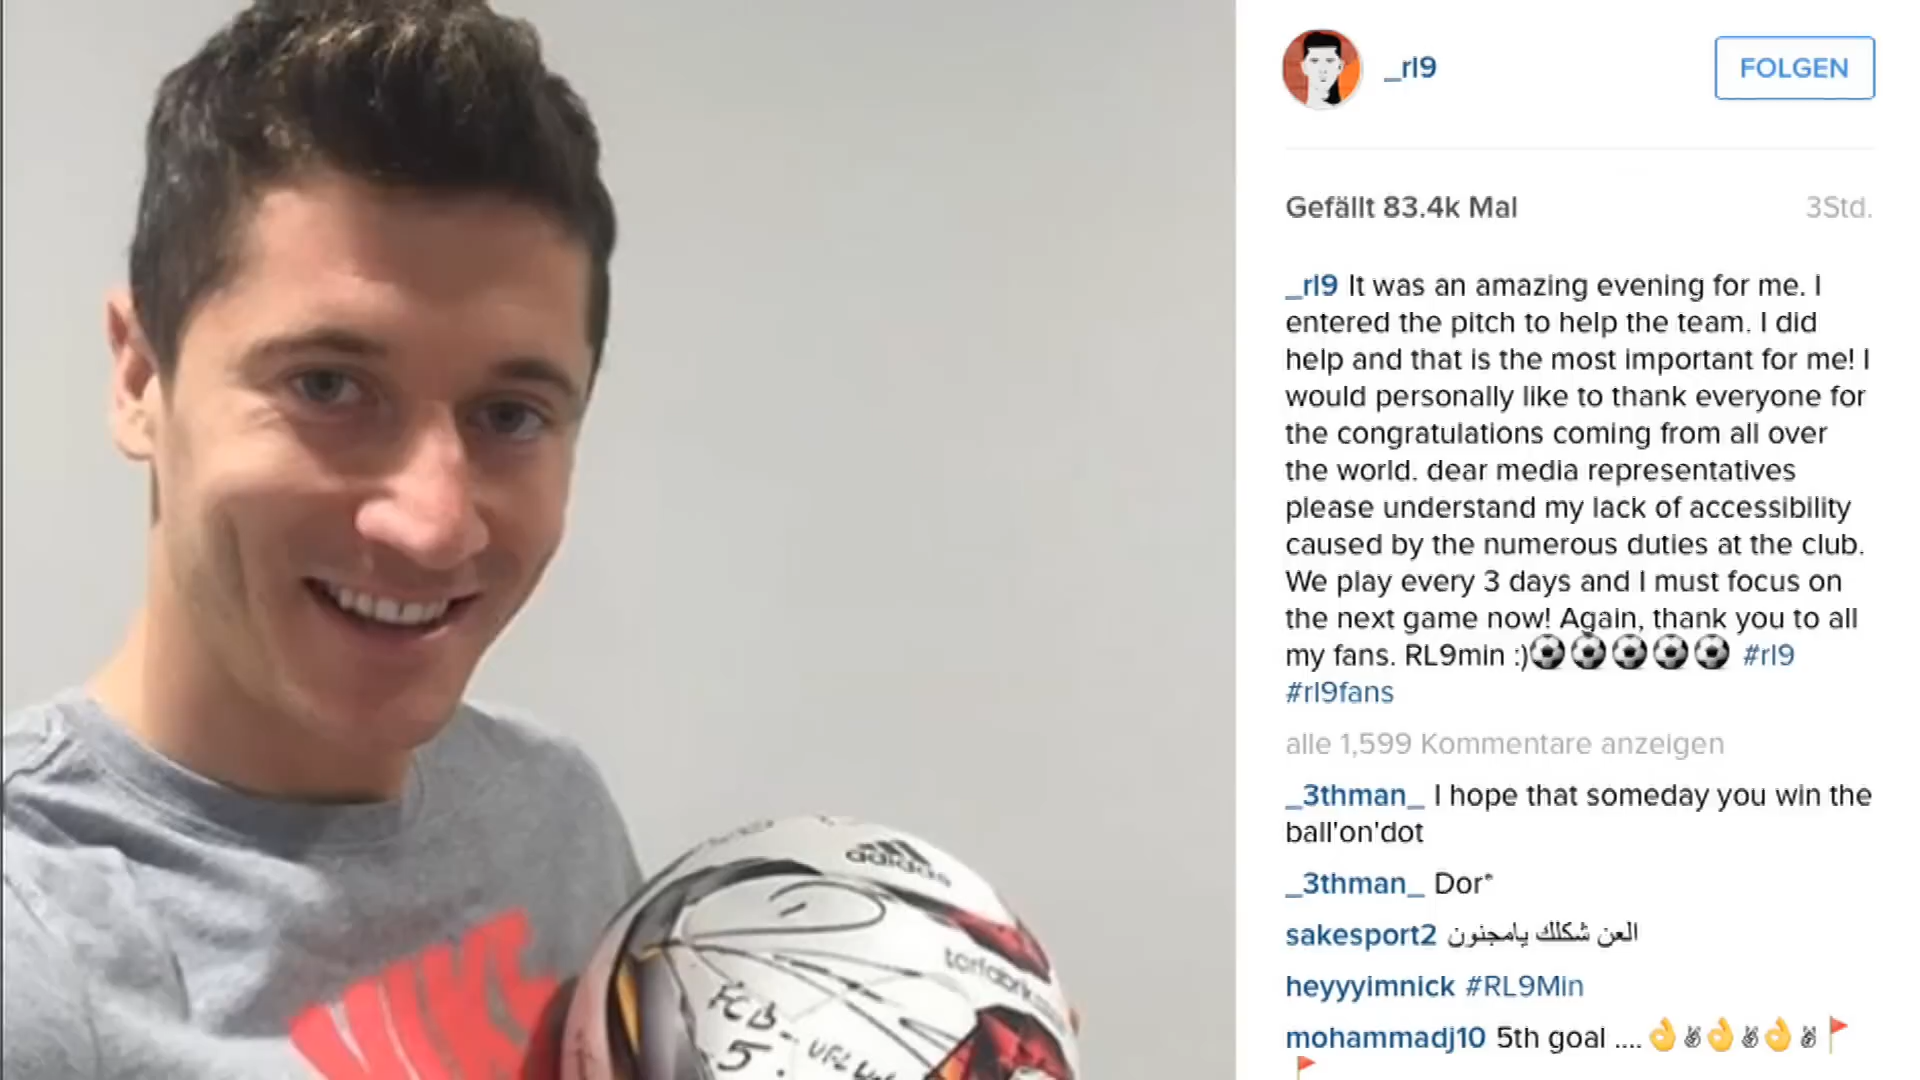 _rl9
FOLGEN
Gefällt 83.4k Mal
3Std.
_rl9 It was an amazing evening for me. I
entered the pitch to help the team. I did
help and that is the most important for me! I
would personally like to thank everyone for
the congratulations coming from all over
the world. dear media representatives
please understand my lack of accessibility
caused by the numerous duties at the club.
We play every 3 days and I must focus on
the next game now! Again, thank you to all
my fans. RL9min :)⚽⚽⚽⚽⚽ #rl9
#rl9fans
alle 1,599 Kommentare anzeigen
_3thman_ I hope that someday you win the
ball'on'dot
_3thman_ Dor*
sakesport2 العن شكلك يامجنون
heyyyimnick #RL9Min
mohammadj10 5th goal .... 👌✌👌✌👌✌🚩
🚩
adidas
torfabrik
FCB - VFL
5.
NIKE